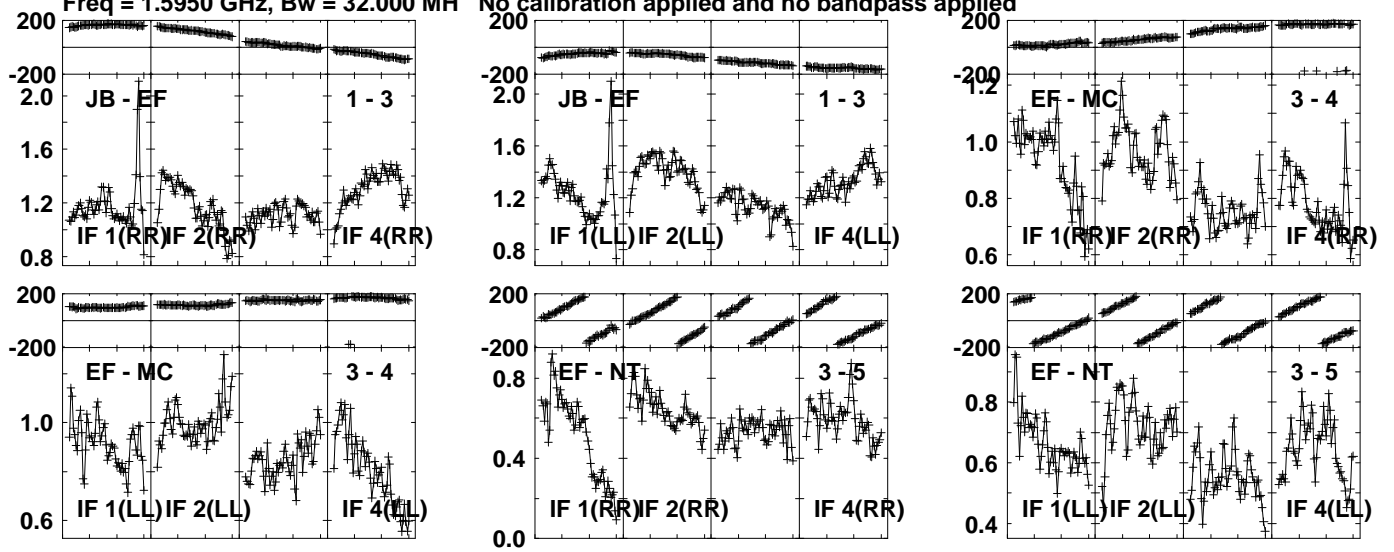 Freq = 1.5950 GHz, Bw = 32.000 MH No calibration applied and no bandpass applied
200
-200
2.0
1.6
1.2
0.8
JB - EF
1 - 3
IF 1(RR)
IF 2(RR)
IF 4(RR)
200
-200
2.0
1.6
1.2
0.8
JB - EF
1 - 3
IF 1(LL)
IF 2(LL)
IF 4(LL)
200
-200
1.2
1.0
0.8
0.6
EF - MC
3 - 4
IF 1(RR)
IF 2(RR)
IF 4(RR)
200
-200
1.0
0.6
EF - MC
3 - 4
IF 1(LL)
IF 2(LL)
IF 4(LL)
200
-200
0.8
0.4
0.0
EF - NT
3 - 5
IF 1(RR)
IF 2(RR)
IF 4(RR)
200
-200
0.8
0.6
0.4
EF - NT
3 - 5
IF 1(LL)
IF 2(LL)
IF 4(LL)